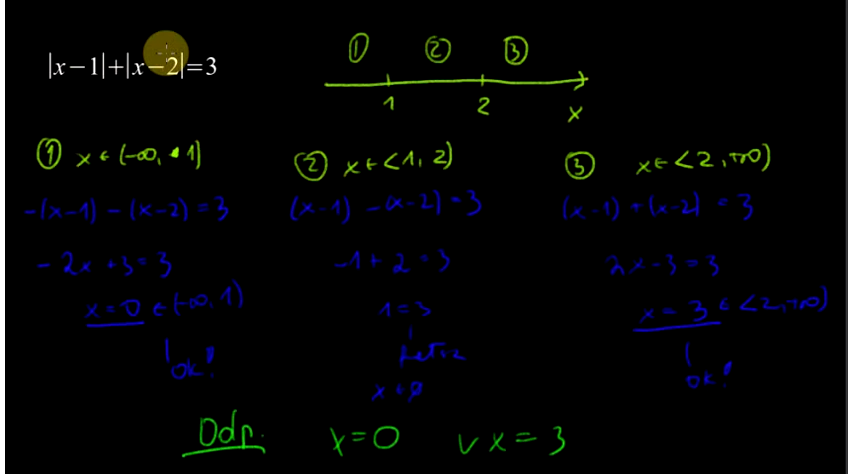 ① ② ③
|x−1|+|x−2|=3
1 2 x
① x ∈ (-∞, 1)
② x ∈ <1, 2)
③ x ∈ <2, +∞)
-(x-1) - (x-2) = 3
(x-1) - (x-2) = 3
(x-1) + (x-2) = 3
-2x + 3 = 3
-1 + 2 = 3
2x - 3 = 3
x = 0 ∈ (-∞, 1)
1 = 3
x = 3 ∈ <2, +∞)
ok!
ok!
x ∈ ∅
Odp. x = 0 ∨ x = 3